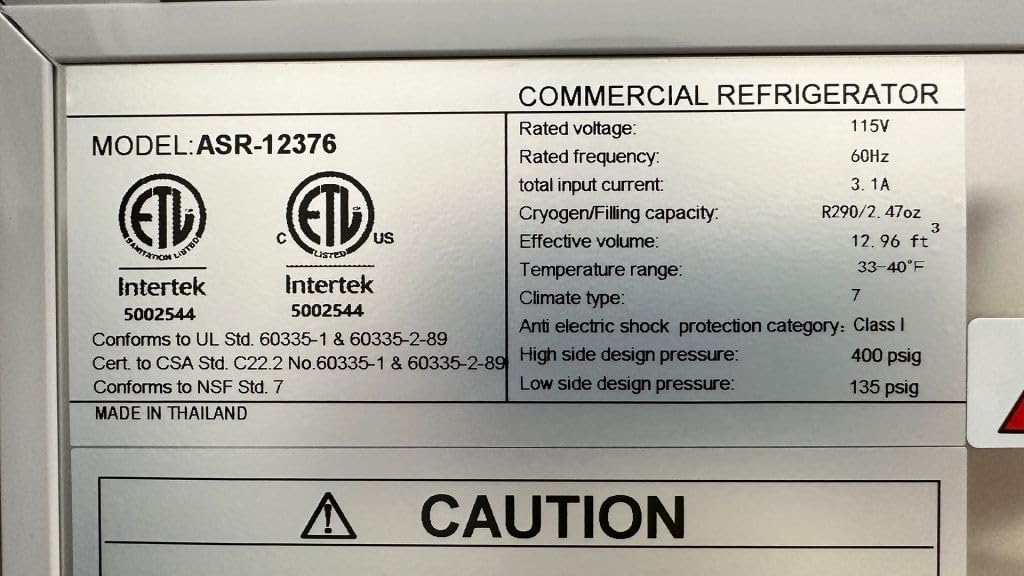 COMMERCIAL REFRIGERATOR
MODEL:ASR-12376
ETL ETL
SANITATION LISTED C LISTED US
Intertek Intertek
5002544 5002544
Conforms to UL Std. 60335-1 & 60335-2-89
Cert. to CSA Std. C22.2 No.60335-1 & 60335-2-89
Conforms to NSF Std. 7
Rated voltage: 115V
Rated frequency: 60Hz
total input current: 3.1A
Cryogen/Filling capacity: R290/2.47oz
Effective volume: 12.96 ft³
Temperature range: 33-40°F
Climate type: 7
Anti electric shock protection category: Class I
High side design pressure: 400 psig
Low side design pressure: 135 psig
MADE IN THAILAND
CAUTION